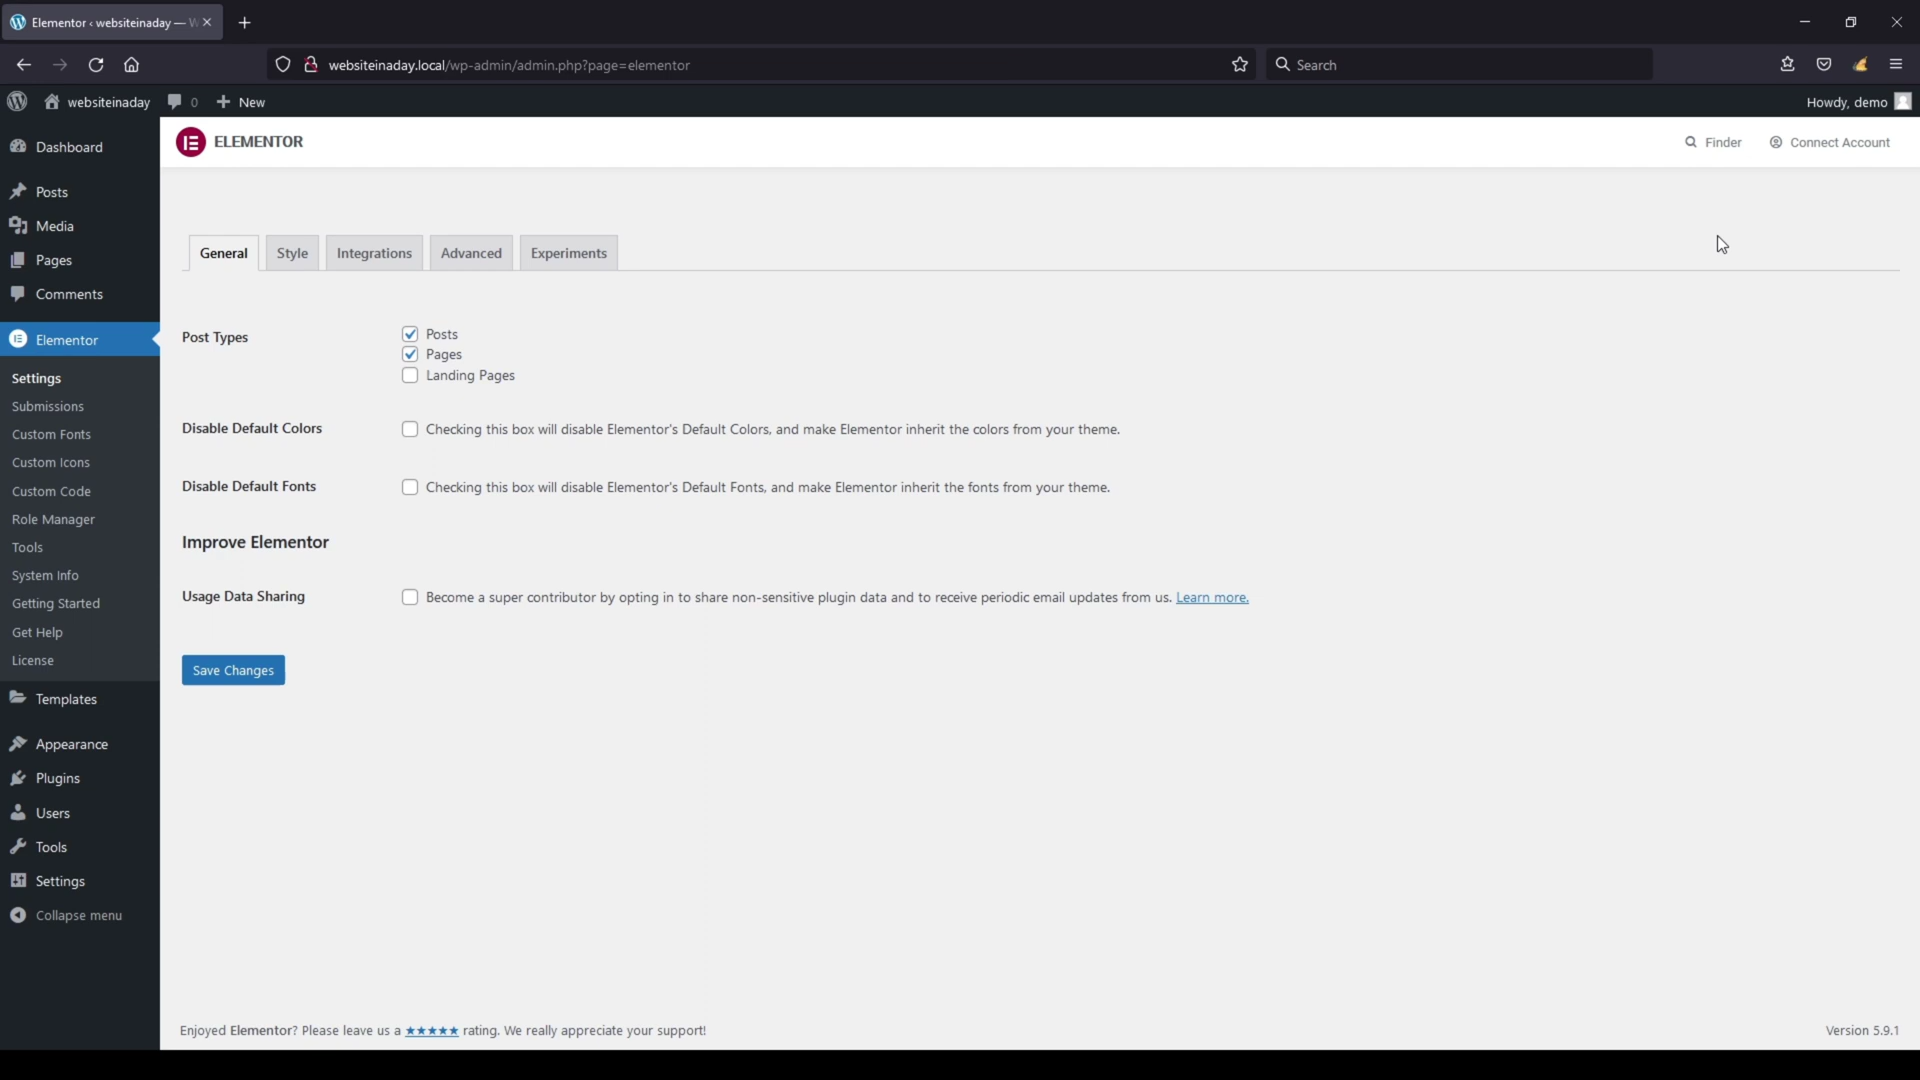 Elementor ‹ websiteinaday — W
websiteinaday.local/wp-admin/admin.php?page=elementor
Search
websiteinaday
0
New
Howdy, demo
ELEMENTOR
Finder
Connect Account
Dashboard
Posts
Media
Pages
Comments
Elementor
Settings
Submissions
Custom Fonts
Custom Icons
Custom Code
Role Manager
Tools
System Info
Getting Started
Get Help
License
Templates
Appearance
Plugins
Users
Tools
Settings
Collapse menu
General
Style
Integrations
Advanced
Experiments
Post Types
Posts
Pages
Landing Pages
Disable Default Colors
Checking this box will disable Elementor's Default Colors, and make Elementor inherit the colors from your theme.
Disable Default Fonts
Checking this box will disable Elementor's Default Fonts, and make Elementor inherit the fonts from your theme.
Improve Elementor
Usage Data Sharing
Become a super contributor by opting in to share non-sensitive plugin data and to receive periodic email updates from us. Learn more.
Save Changes
Enjoyed Elementor? Please leave us a ★★★★★ rating. We really appreciate your support!
Version 5.9.1